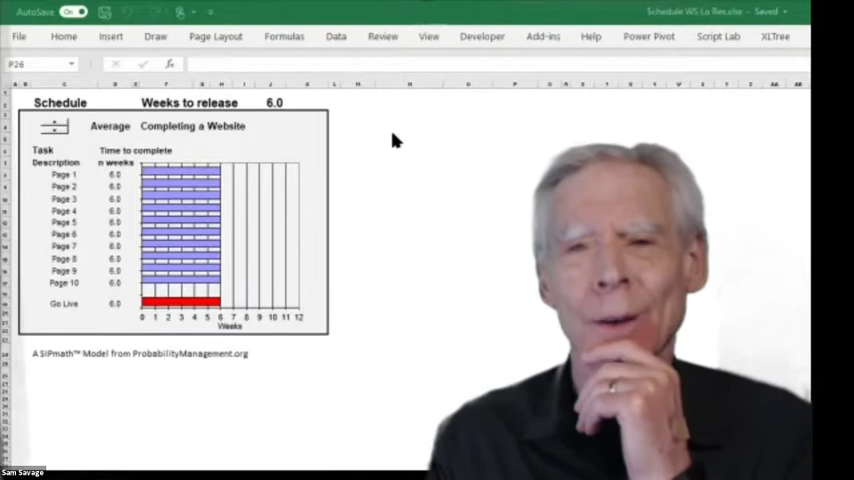 AutoSave On Schedule WS Lo Res.xlsx - Saved
File Home Insert Draw Page Layout Formulas Data Review View Developer Add-ins Help Power Pivot Script Lab XLTree
P26 fx
Schedule Weeks to release 6.0
Average Completing a Website
Task Time to complete
Description n weeks
Page 1 6.0
Page 2 6.0
Page 3 6.0
Page 4 6.0
Page 5 6.0
Page 6 6.0
Page 7 6.0
Page 8 6.0
Page 9 6.0
Page 10 6.0
Go Live 6.0
0 1 2 3 4 5 6 7 8 9 10 11 12
Weeks
A SIPmath™ Model from ProbabilityManagement.org
Sam Savage